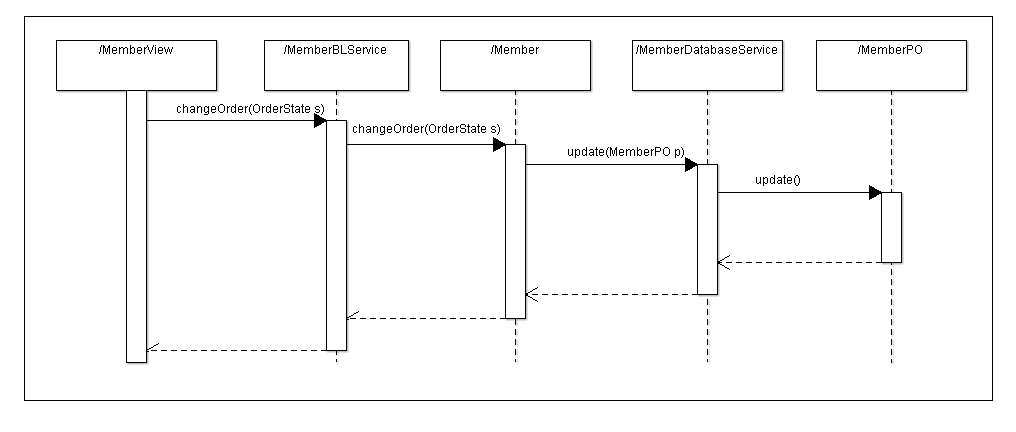 /MemberView
/MemberBLService
/Member
/MemberDatabaseService
/MemberPO
changeOrder(OrderState s)
changeOrder(OrderState s)
update(MemberPO p)
update()